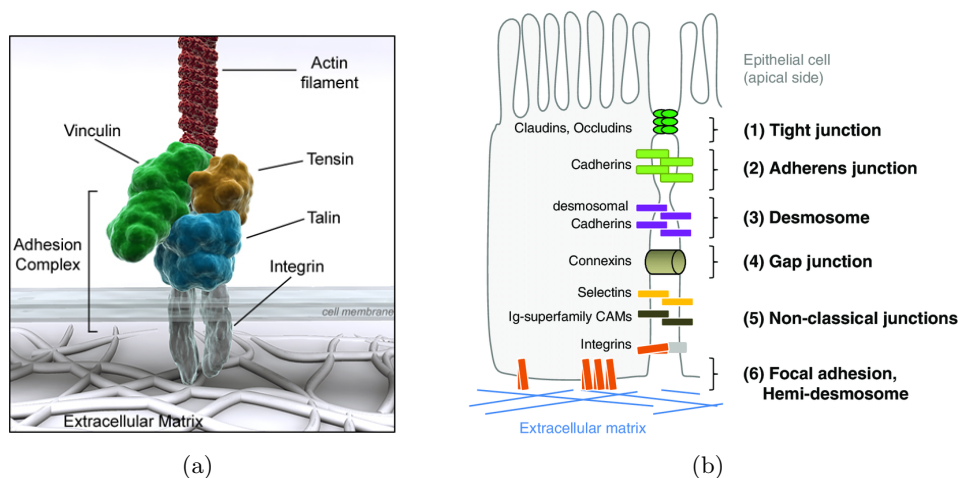 Actin
filament
Vinculin
Tensin
Talin
Adhesion
Complex
Integrin
cell membrane
Extracellular Matrix
(a)
Epithelial cell
(apical side)
Claudins, Occludins
(1) Tight junction
Cadherins
(2) Adherens junction
desmosomal
Cadherins
(3) Desmosome
Connexins
(4) Gap junction
Selectins
Ig-superfamily CAMs
(5) Non-classical junctions
Integrins
(6) Focal adhesion,
Hemi-desmosome
Extracellular matrix
(b)